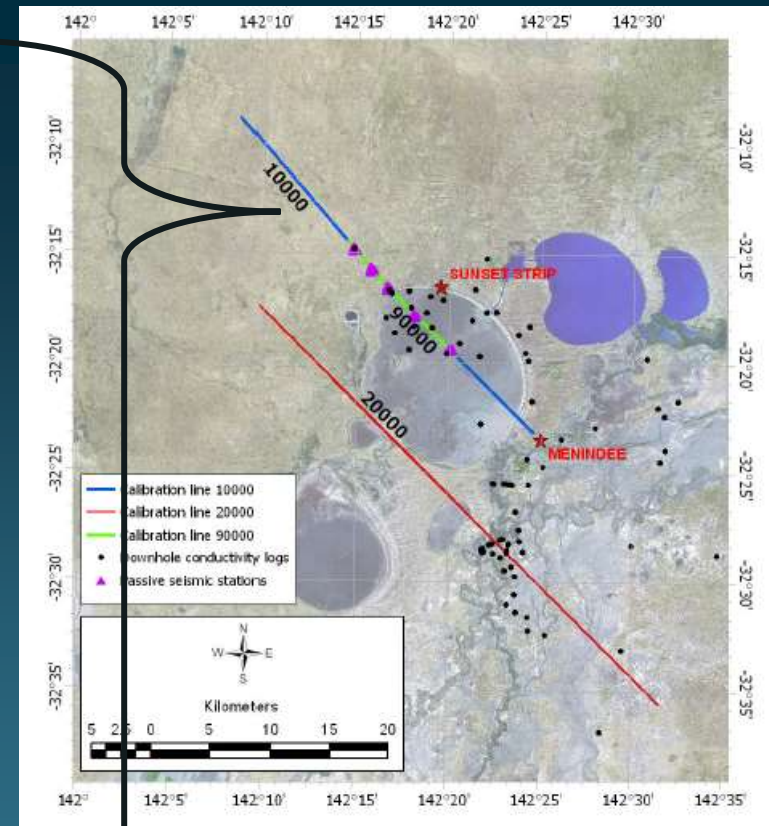 142° 142°5' 142°10' 142°15' 142°20' 142°25' 142°30'
-32°10' -32°10'
10000
-32°15' -32°15'
SUNSET STRIP
90000
-32°20' -32°20'
20000
MENINDEE
-32°25' -32°25'
Calibration line 10000
Calibration line 20000
Calibration line 90000
Downhole conductivity logs
Passive seismic stations
-32°30' -32°30'
N
W E
S
-32°35' -32°35'
Kilometers
5 2.5 0 5 10 15 20
142° 142°5' 142°10' 142°15' 142°20' 142°25' 142°30' 142°35'